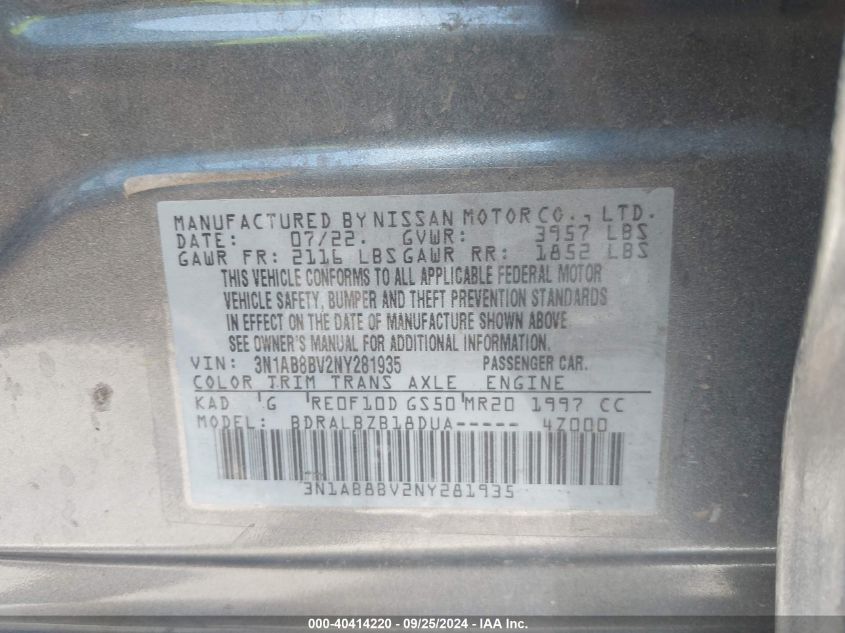 MANUFACTURED BY NISSAN MOTOR CO., LTD.
DATE: 07/22. GVWR: 3957 LBS
GAWR FR: 2116 LBS GAWR RR: 1852 LBS
THIS VEHICLE CONFORMS TO ALL APPLICABLE FEDERAL MOTOR
VEHICLE SAFETY, BUMPER AND THEFT PREVENTION STANDARDS
IN EFFECT ON THE DATE OF MANUFACTURE SHOWN ABOVE.
SEE OWNER'S MANUAL FOR ADDITIONAL INFORMATION.
VIN: 3N1AB8BV2NY281935 PASSENGER CAR.
COLOR TRIM TRANS AXLE ENGINE
KAD G RE0F10D GS50 MR20 1997 CC
MODEL: BDRALBZB18DUA----- 4Z000
3N1AB8BV2NY281935
000-40414220 - 09/25/2024 - IAA Inc.